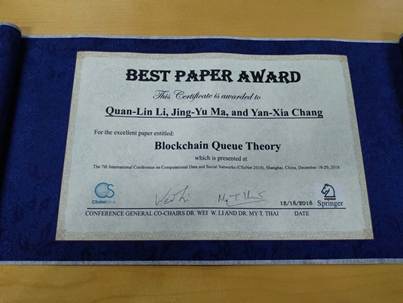 BEST PAPER AWARD
This Certificate is awarded to
Quan-Lin Li, Jing-Yu Ma, and Yan-Xia Chang
For the excellent paper entitled:
Blockchain Queue Theory
which is presented at
The 7th International Conference on Computational Data and Social Networks (CSoNet 2018), Shanghai, China, December 18-20, 2018
CS
Springer
12/18/2018
CONFERENCE GENERAL CO-CHAIRS DR. WEI W. LI AND DR. MY T. THAI DATE